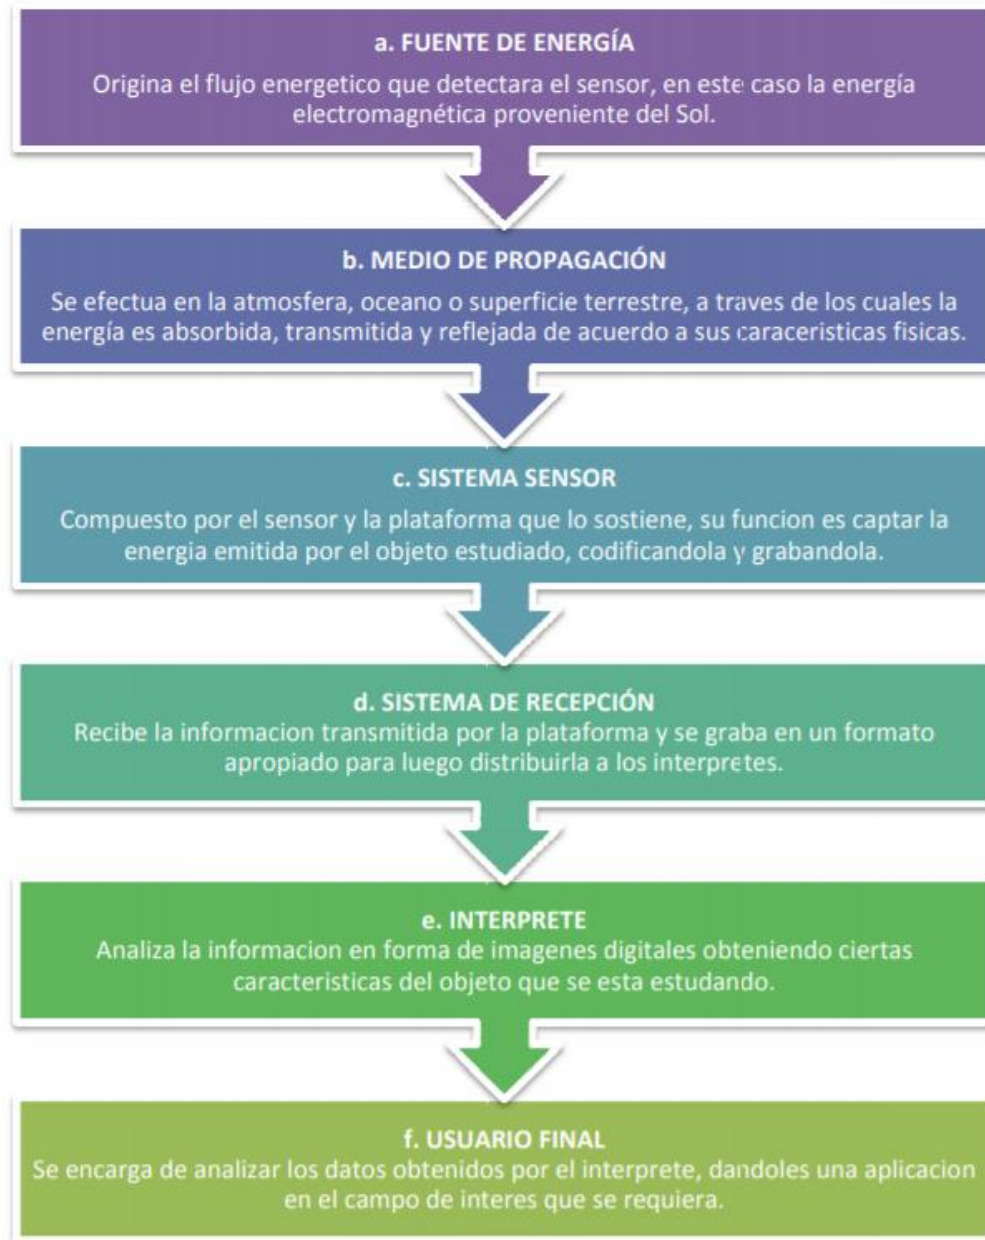 a. FUENTE DE ENERGÍA
Origina el flujo energetico que detectara el sensor, en este caso la energía
electromagnética proveniente del Sol.
b. MEDIO DE PROPAGACIÓN
Se efectua en la atmosfera, oceano o superficie terrestre, a traves de los cuales la
energía es absorbida, transmitida y reflejada de acuerdo a sus caraceristicas fisicas.
c. SISTEMA SENSOR
Compuesto por el sensor y la plataforma que lo sostiene, su funcion es captar la
energia emitida por el objeto estudiado, codificandola y grabandola.
d. SISTEMA DE RECEPCIÓN
Recibe la informacion transmitida por la plataforma y se graba en un formato
apropiado para luego distribuirla a los interpretes.
e. INTERPRETE
Analiza la informacion en forma de imagenes digitales obteniendo ciertas
caracteristicas del objeto que se esta estudando.
f. USUARIO FINAL
Se encarga de analizar los datos obtenidos por el interprete, dandoles una aplicacion
en el campo de interes que se requiera.